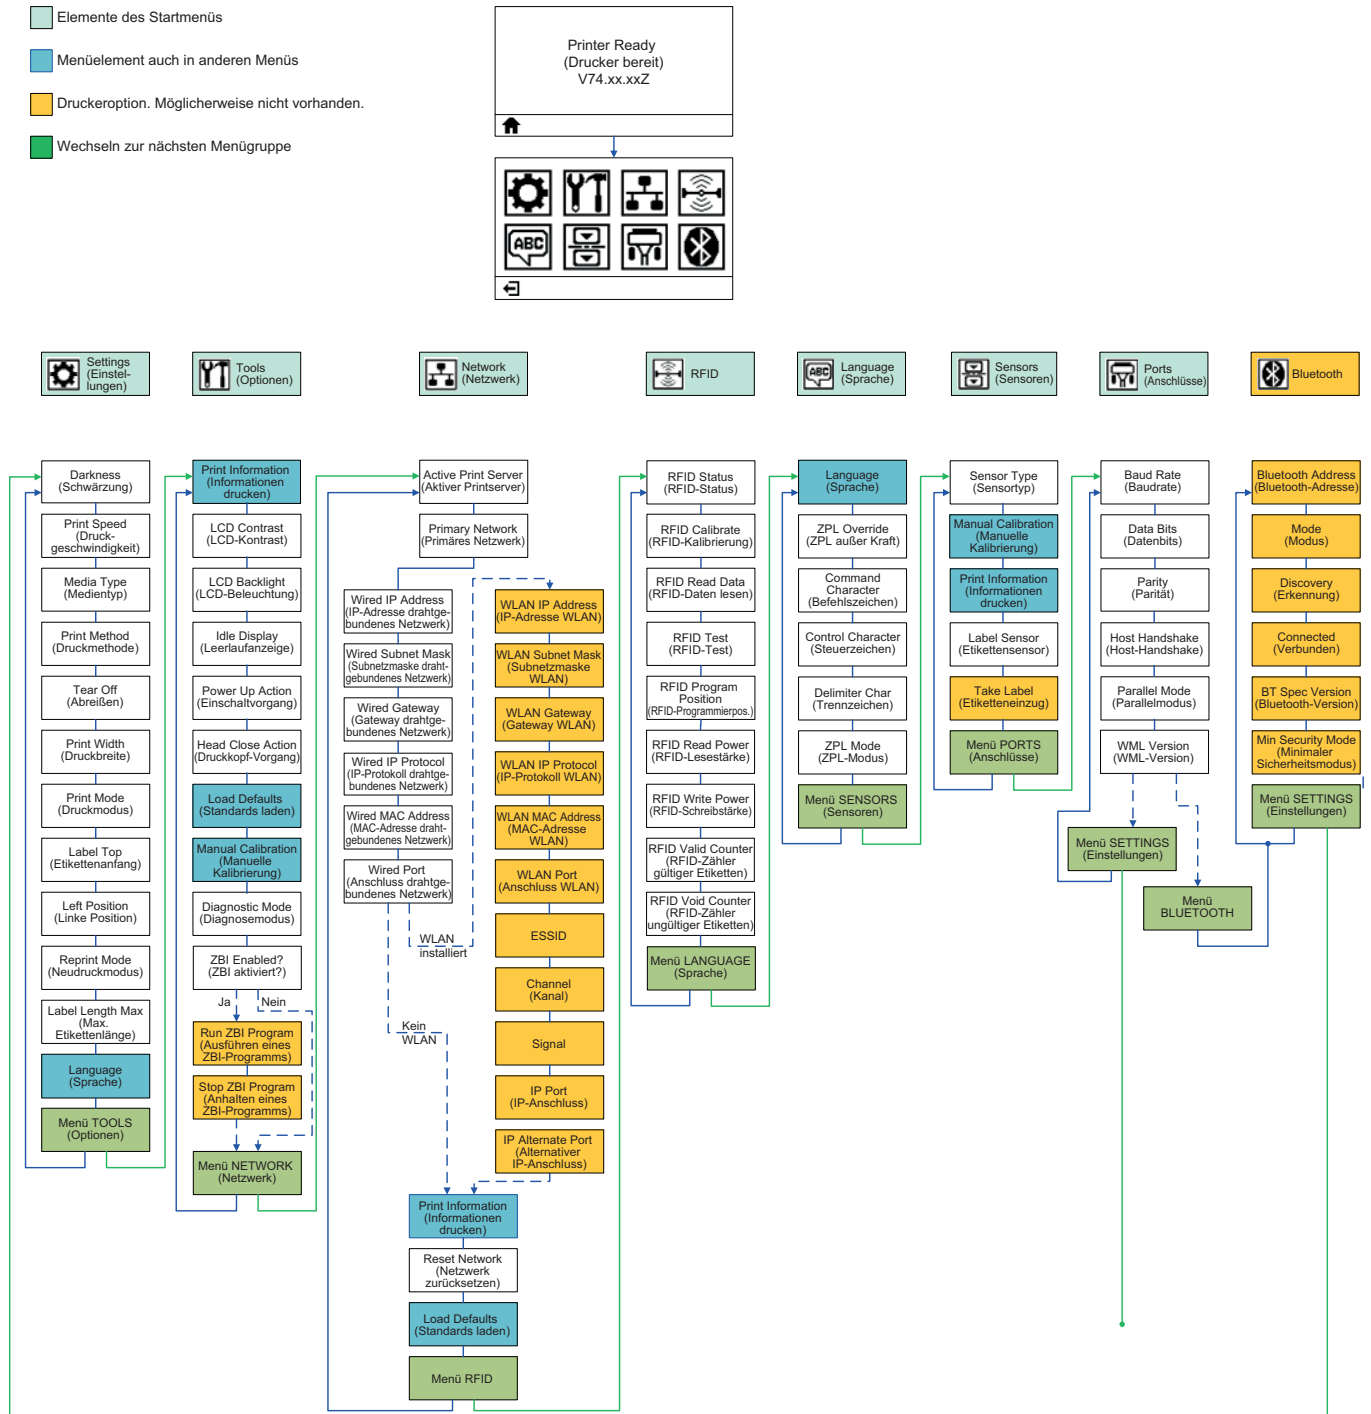 Elemente des Startmenüs
Menüelement auch in anderen Menüs
Druckeroption. Möglicherweise nicht vorhanden.
Wechseln zur nächsten Menügruppe
Printer Ready
(Drucker bereit)
V74.xx.xxZ
ABC
Settings
(Einstel-
lungen)
Tools
(Optionen)
Network
(Netzwerk)
RFID
ABC
Language
(Sprache)
Sensors
(Sensoren)
Ports
(Anschlüsse)
Bluetooth
Darkness
(Schwärzung)
Print Speed
(Druck-
geschwindigkeit)
Media Type
(Medientyp)
Print Method
(Druckmethode)
Tear Off
(Abreißen)
Print Width
(Druckbreite)
Print Mode
(Druckmodus)
Label Top
(Etikettenanfang)
Left Position
(Linke Position)
Reprint Mode
(Neudruckmodus)
Label Length Max
(Max.
Etikettenlänge)
Language
(Sprache)
Menü TOOLS
(Optionen)
Print Information
(Informationen
drucken)
LCD Contrast
(LCD-Kontrast)
LCD Backlight
(LCD-Beleuchtung)
Idle Display
(Leerlaufanzeige)
Power Up Action
(Einschaltvorgang)
Head Close Action
(Druckkopf-Vorgang)
Load Defaults
(Standards laden)
Manual Calibration
(Manuelle
Kalibrierung)
Diagnostic Mode
(Diagnosemodus)
ZBI Enabled?
(ZBI aktiviert?)
Ja
Nein
Run ZBI Program
(Ausführen eines
ZBI-Programms)
Stop ZBI Program
(Anhalten eines
ZBI-Programms)
Menü NETWORK
(Netzwerk)
Active Print Server
(Aktiver Printserver)
Primary Network
(Primäres Netzwerk)
Wired IP Address
(IP-Adresse drahtge-
bundenes Netzwerk)
Wired Subnet Mask
(Subnetzmaske draht-
gebundenes Netzwerk)
Wired Gateway
(Gateway drahtge-
bundenes Netzwerk)
Wired IP Protocol
(IP-Protokoll drahtge-
bundenes Netzwerk)
Wired MAC Address
(MAC-Adresse draht-
gebundenes Netzwerk)
Wired Port
(Anschluss drahtge-
bundenes Netzwerk)
WLAN
installiert
Kein
WLAN
WLAN IP Address
(IP-Adresse WLAN)
WLAN Subnet Mask
(Subnetzmaske
WLAN)
WLAN Gateway
(Gateway WLAN)
WLAN IP Protocol
(IP-Protokoll WLAN)
WLAN MAC Address
(MAC-Adresse
WLAN)
WLAN Port
(Anschluss WLAN)
ESSID
Channel
(Kanal)
Signal
IP Port
(IP-Anschluss)
IP Alternate Port
(Alternativer
IP-Anschluss)
Print Information
(Informationen
drucken)
Reset Network
(Netzwerk
zurücksetzen)
Load Defaults
(Standards laden)
Menü RFID
RFID Status
(RFID-Status)
RFID Calibrate
(RFID-Kalibrierung)
RFID Read Data
(RFID-Daten lesen)
RFID Test
(RFID-Test)
RFID Program
Position
(RFID-Programmierpos.)
RFID Read Power
(RFID-Lesestärke)
RFID Write Power
(RFID-Schreibstärke)
RFID Valid Counter
(RFID-Zähler
gültiger Etiketten)
RFID Void Counter
(RFID-Zähler
ungültiger Etiketten)
Menü LANGUAGE
(Sprache)
Language
(Sprache)
ZPL Override
(ZPL außer Kraft)
Command
Character
(Befehlszeichen)
Control Character
(Steuerzeichen)
Delimiter Char
(Trennzeichen)
ZPL Mode
(ZPL-Modus)
Menü SENSORS
(Sensoren)
Sensor Type
(Sensortyp)
Manual Calibration
(Manuelle
Kalibrierung)
Print Information
(Informationen
drucken)
Label Sensor
(Etikettensensor)
Take Label
(Etiketteneinzug)
Menü PORTS
(Anschlüsse)
Baud Rate
(Baudrate)
Data Bits
(Datenbits)
Parity
(Parität)
Host Handshake
(Host-Handshake)
Parallel Mode
(Parallelmodus)
WML Version
(WML-Version)
Menü SETTINGS
(Einstellungen)
Menü
BLUETOOTH
Bluetooth Address
(Bluetooth-Adresse)
Mode
(Modus)
Discovery
(Erkennung)
Connected
(Verbunden)
BT Spec Version
(Bluetooth-Version)
Min Security Mode
(Minimaler
Sicherheitsmodus)
Menü SETTINGS
(Einstellungen)